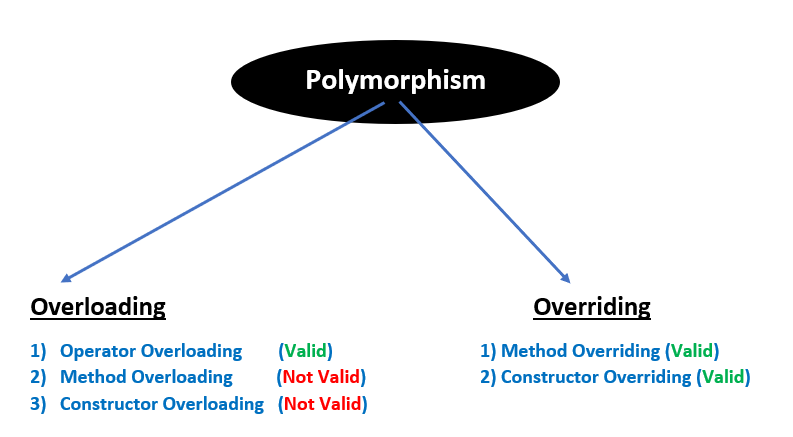 Polymorphism
Overloading
1) Operator Overloading (Valid)
2) Method Overloading (Not Valid)
3) Constructor Overloading (Not Valid)
Overriding
1) Method Overriding (Valid)
2) Constructor Overriding (Valid)